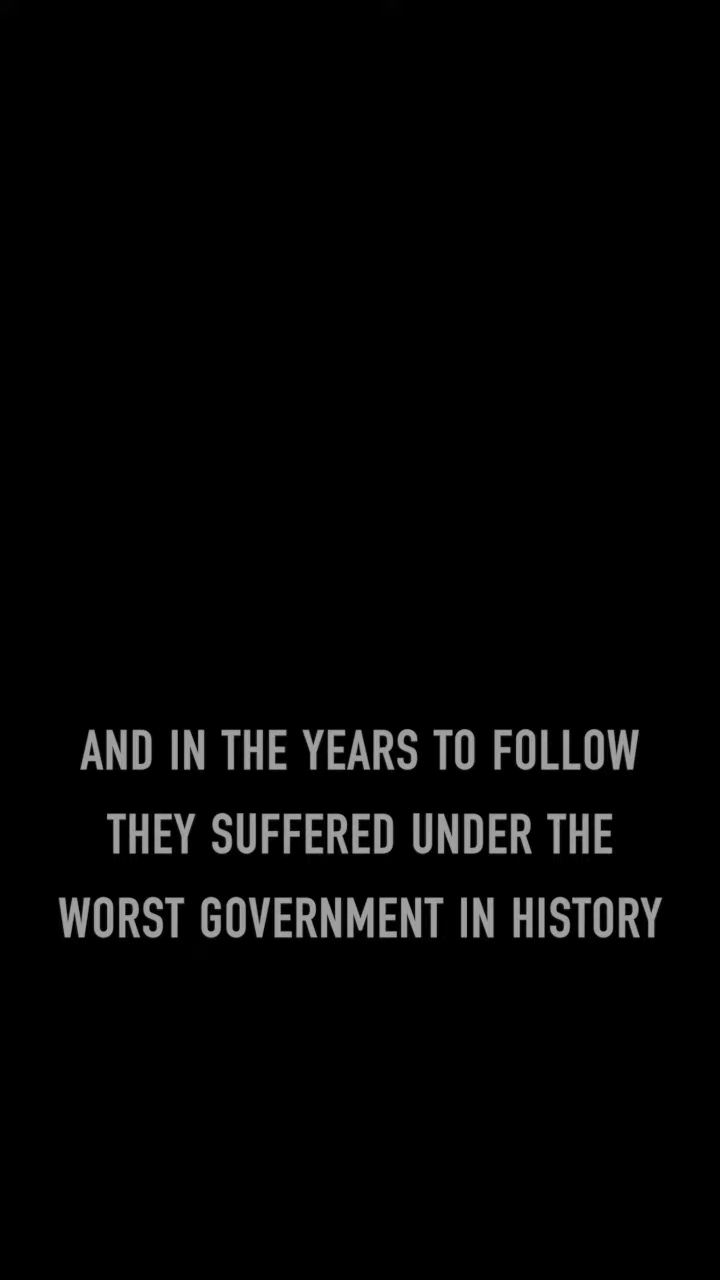 AND IN THE YEARS TO FOLLOW
THEY SUFFERED UNDER THE
WORST GOVERNMENT IN HISTORY